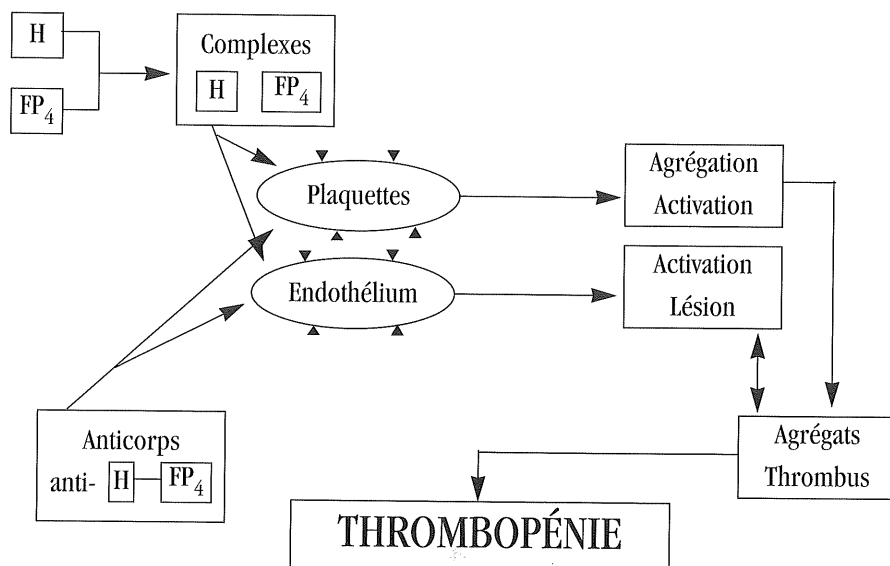 H
FP₄
Complexes
H FP₄
Plaquettes
Endothélium
Agrégation
Activation
Activation
Lésion
Anticorps
anti- H FP₄
Agrégats
Thrombus
THROMBOPÉNIE